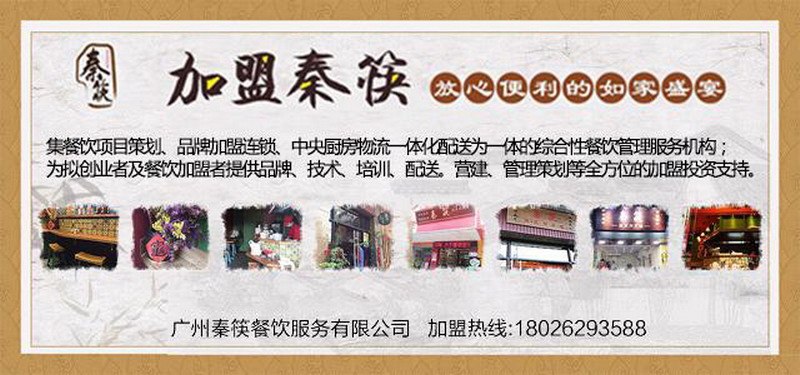 秦筷
加盟秦筷 放心便利的如家盛宴
集餐饮项目策划、品牌加盟连锁、中央厨房物流一体化配送为一体的综合性餐饮管理服务机构；
为拟创业者及餐饮加盟者提供品牌、技术、培训、配送。营建、管理策划等全方位的加盟投资支持。
广州秦筷餐饮服务有限公司 加盟热线:18026293588